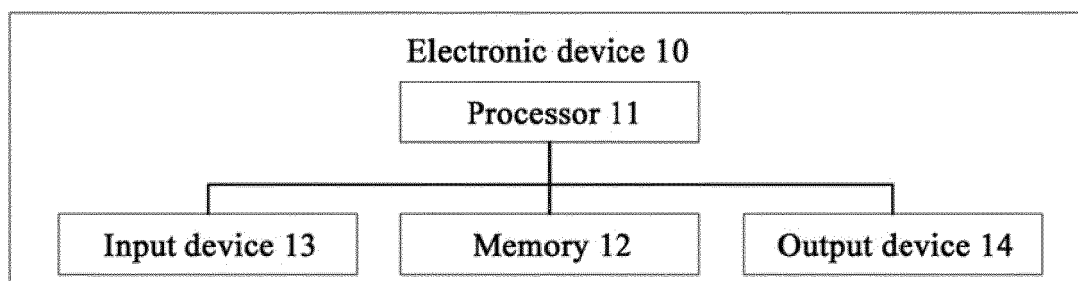 Electronic device 10
Processor 11
Input device 13
Memory 12
Output device 14